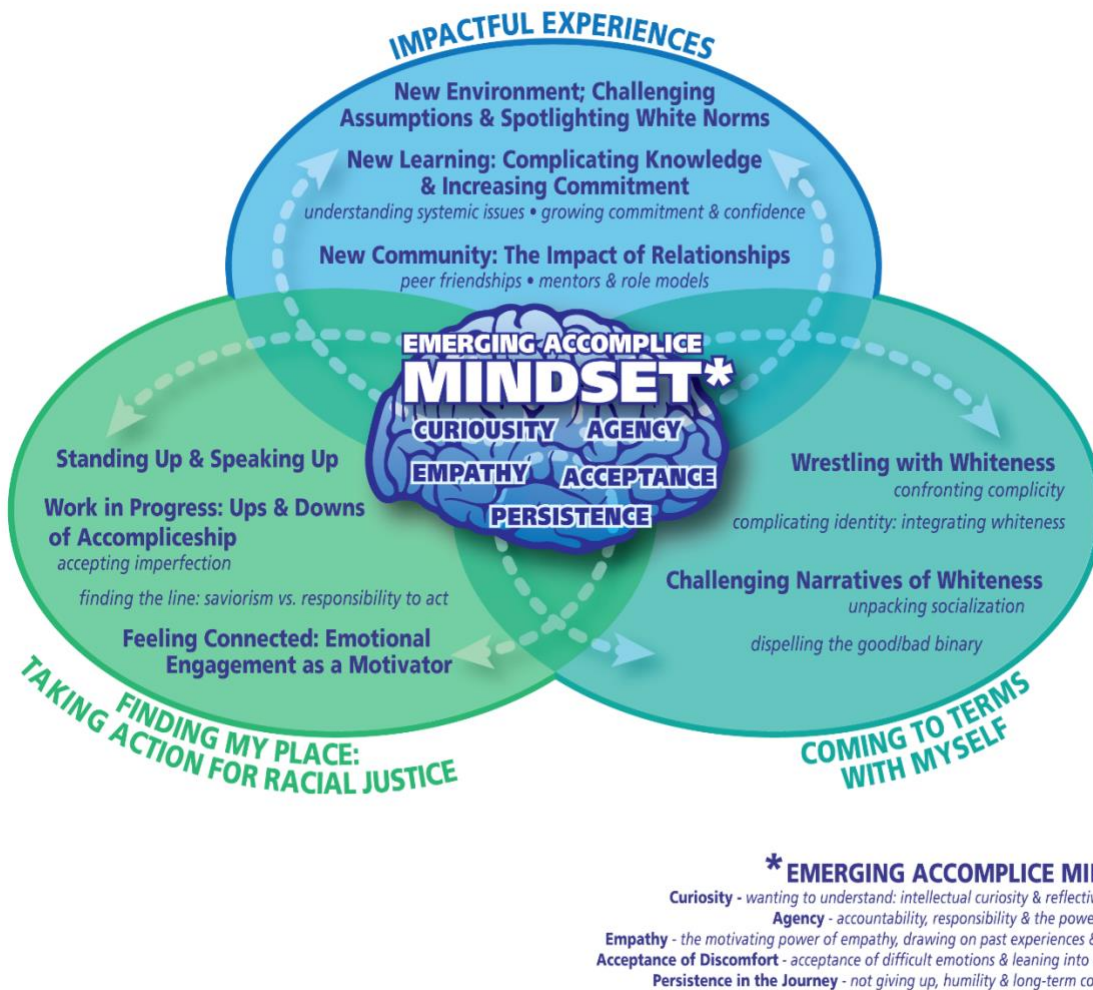 IMPACTFUL EXPERIENCES
New Environment; Challenging
Assumptions & Spotlighting White Norms
New Learning: Complicating Knowledge
& Increasing Commitment
understanding systemic issues • growing commitment & confidence
New Community: The Impact of Relationships
peer friendships • mentors & role models
EMERGING ACCOMPLICE
MINDSET*
CURIOUSITY AGENCY
EMPATHY ACCEPTANCE
PERSISTENCE
Standing Up & Speaking Up
Work in Progress: Ups & Downs
of Accompliceship
accepting imperfection
finding the line: saviorism vs. responsibility to act
Feeling Connected: Emotional
Engagement as a Motivator
FINDING MY PLACE:
TAKING ACTION FOR RACIAL JUSTICE
Wrestling with Whiteness
confronting complicity
complicating identity: integrating whiteness
Challenging Narratives of Whiteness
unpacking socialization
dispelling the good/bad binary
COMING TO TERMS
WITH MYSELF
* EMERGING ACCOMPLICE
Curiosity - wanting to understand: intellectual curiosity &
Agency - accountability, responsibility & the
Empathy - the motivating power of empathy, drawing on past experiences &
Acceptance of Discomfort - acceptance of difficult emotions & leaning into
Persistence in the Journey - not giving up, humility & long-term